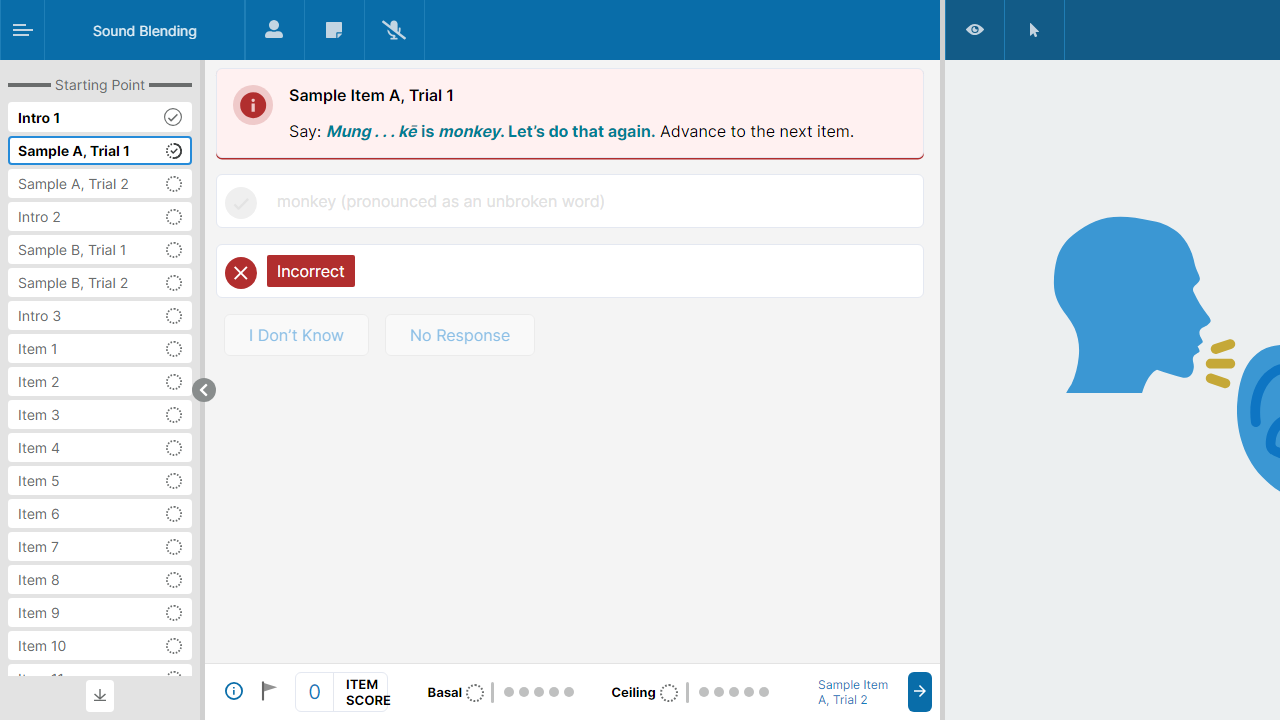 Sound Blending
Starting Point
Intro 1
Sample A, Trial 1
Sample A, Trial 2
Intro 2
Sample B, Trial 1
Sample B, Trial 2
Intro 3
Item 1
Item 2
Item 3
Item 4
Item 5
Item 6
Item 7
Item 8
Item 9
Item 10
Item 11
Sample Item A, Trial 1
Say: Mung . . . kē is monkey. Let’s do that again. Advance to the next item.
monkey (pronounced as an unbroken word)
Incorrect
I Don’t Know
No Response
0
ITEM
SCORE
Basal
Ceiling
Sample Item
A, Trial 2